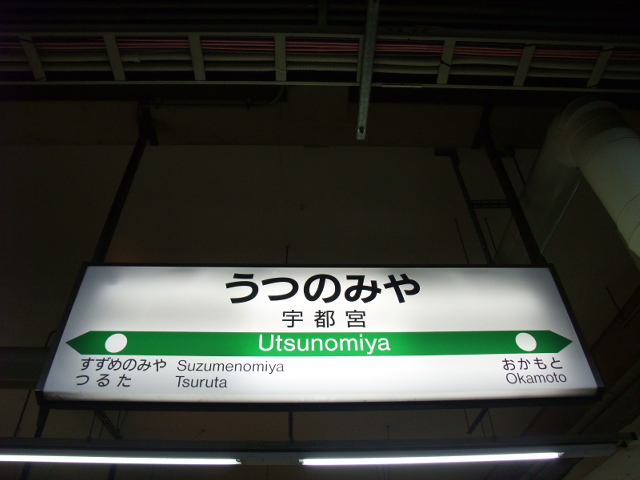 うつのみや
宇都宮
Utsunomiya
すずめのみや Suzumenomiya
つるた Tsuruta
おかもと
Okamoto